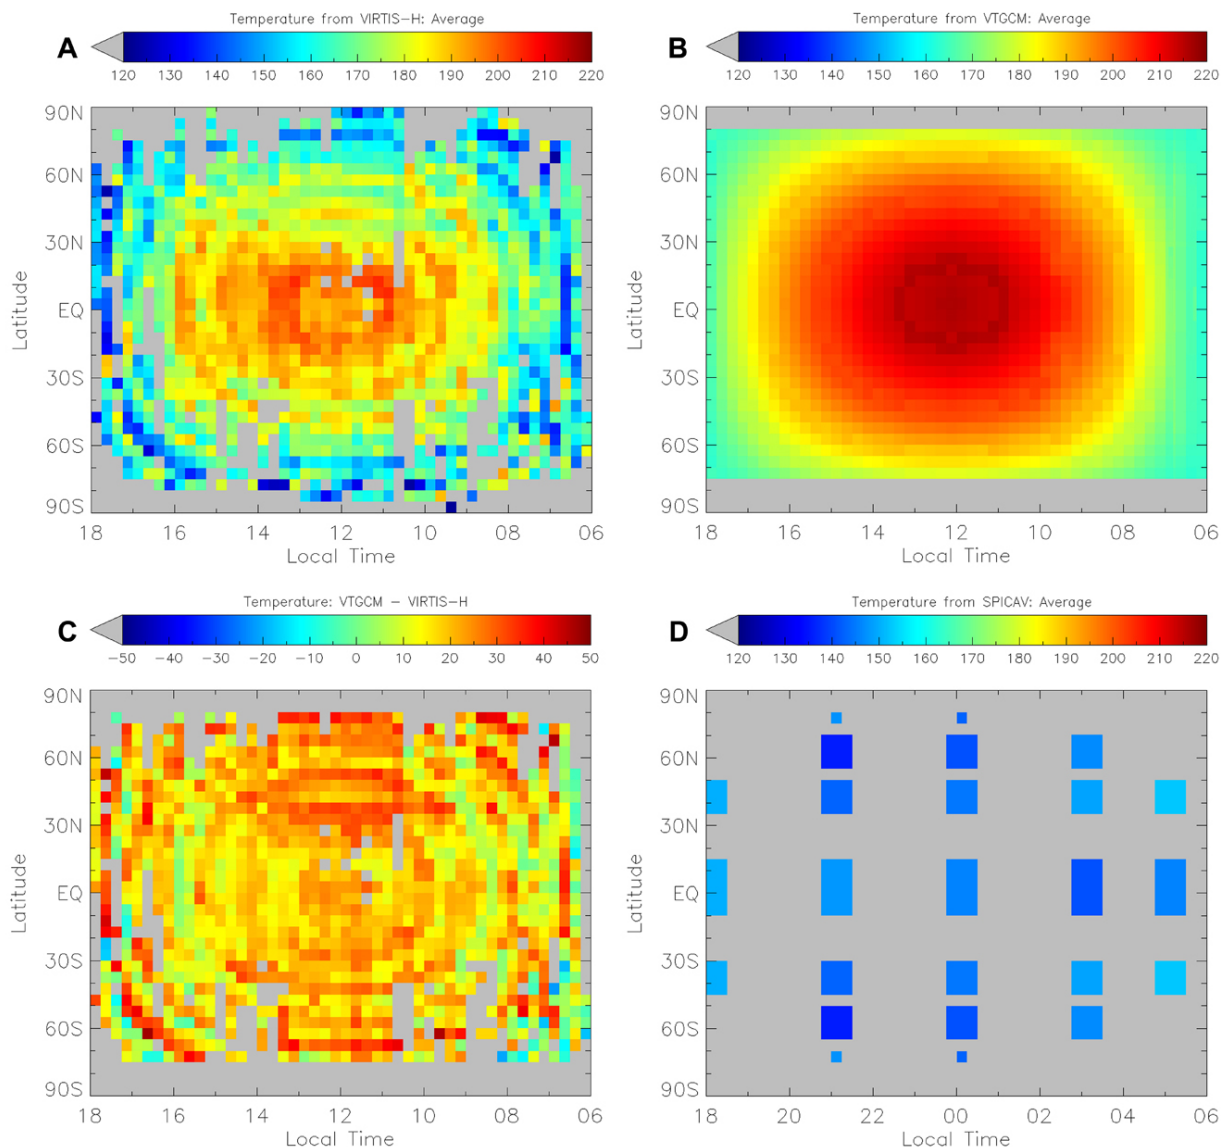 A
Temperature from VIRTIS-H: Average
120 130 140 150 160 170 180 190 200 210 220
90N
60N
30N
EQ
30S
60S
90S
Latitude
18 16 14 12 10 08 06
Local Time
B
Temperature from VTGCM: Average
120 130 140 150 160 170 180 190 200 210 220
90N
60N
30N
EQ
30S
60S
90S
Latitude
18 16 14 12 10 08 06
Local Time
C
Temperature: VTGCM - VIRTIS-H
-50 -40 -30 -20 -10 0 10 20 30 40 50
90N
60N
30N
EQ
30S
60S
90S
Latitude
18 16 14 12 10 08 06
Local Time
D
Temperature from SPICAV: Average
120 130 140 150 160 170 180 190 200 210 220
90N
60N
30N
EQ
30S
60S
90S
Latitude
18 20 22 00 02 04 06
Local Time